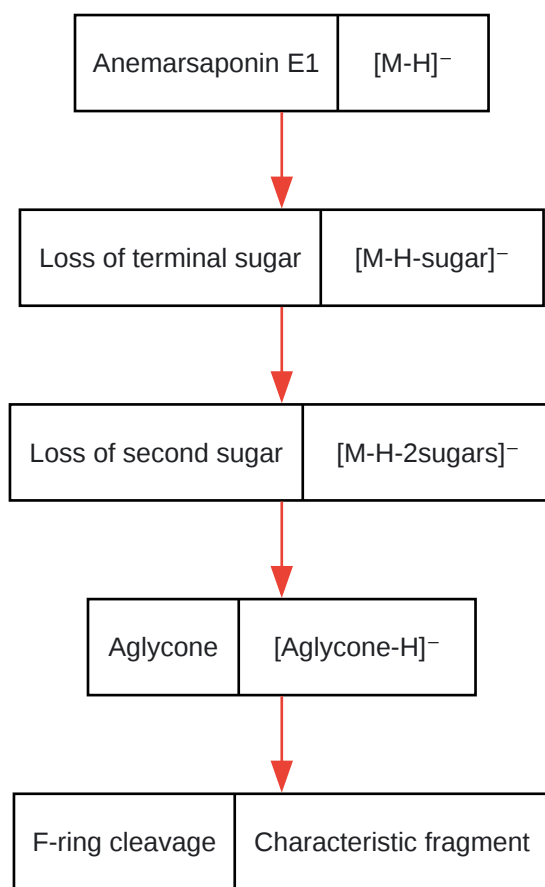 Anemarsaponin E1 [M-H]⁻
Loss of terminal sugar [M-H-sugar]⁻
Loss of second sugar [M-H-2sugars]⁻
Aglycone [Aglycone-H]⁻
F-ring cleavage Characteristic fragment